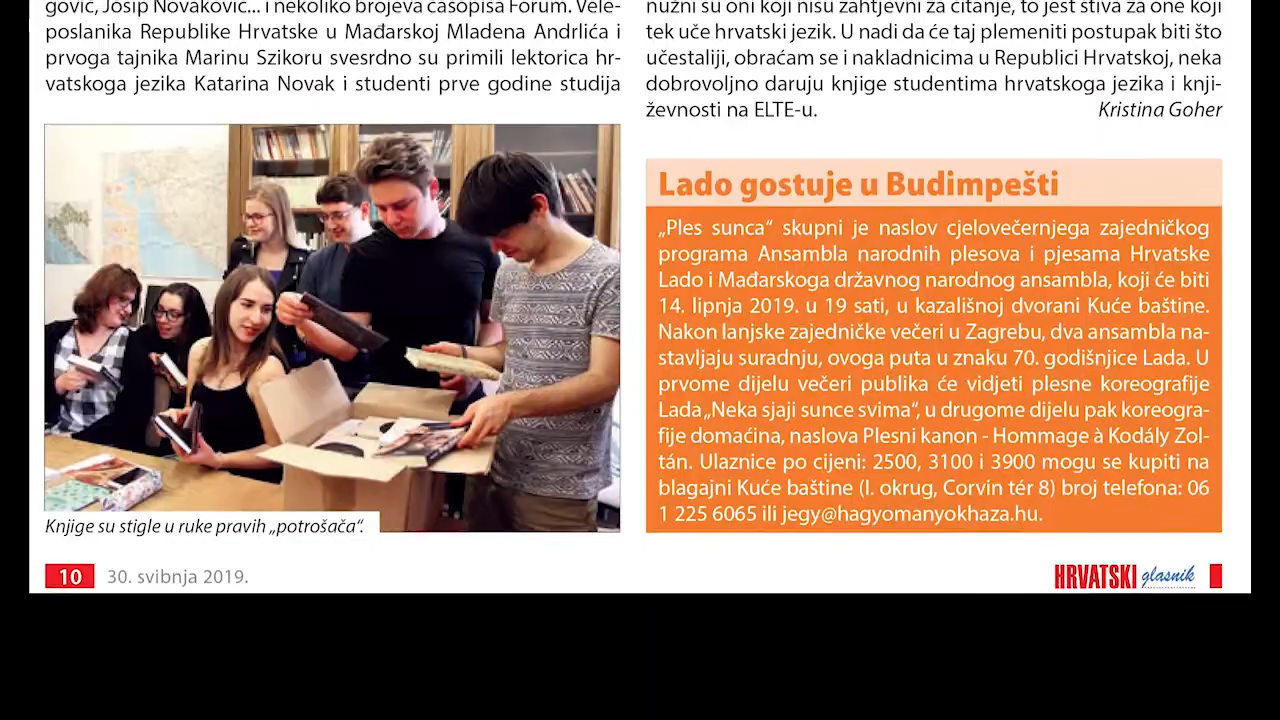 gović, Josip Novaković... i nekoliko brojeva časopisa Forum. Vele-
poslanika Republike Hrvatske u Mađarskoj Mladena Andrlića i
prvoga tajnika Marinu Szikoru svesrdno su primili lektorica hr-
vatskoga jezika Katarina Novak i studenti prve godine studija
Knjige su stigle u ruke pravih „potrošača“.
nužni su oni koji nisu zahtjevni za čitanje, to jest štiva za one koji
tek uče hrvatski jezik. U nadi da će taj plemeniti postupak biti što
učestaliji, obraćam se i nakladnicima u Republici Hrvatskoj, neka
dobrovoljno daruju knjige studentima hrvatskoga jezika i knji-
ževnosti na ELTE-u. Kristina Goher
Lado gostuje u Budimpešti
„Ples sunca“ skupni je naslov cjelovečernjega zajedničkog
programa Ansambla narodnih plesova i pjesama Hrvatske
Lado i Mađarskoga državnog narodnog ansambla, koji će biti
14. lipnja 2019. u 19 sati, u kazališnoj dvorani Kuće baštine.
Nakon lanjske zajedničke večeri u Zagrebu, dva ansambla na-
stavljaju suradnju, ovoga puta u znaku 70. godišnjice Lada. U
prvome dijelu večeri publika će vidjeti plesne koreografije
Lada „Neka sjaji sunce svima“, u drugome dijelu pak koreogra-
fije domaćina, naslova Plesni kanon - Hommage à Kodály Zol-
tán. Ulaznice po cijeni: 2500, 3100 i 3900 mogu se kupiti na
blagajni Kuće baštine (I. okrug, Corvin tér 8) broj telefona: 06
1 225 6065 ili jegy@hagyomanyokhaza.hu.
10 30. svibnja 2019.
HRVATSKI glasnik